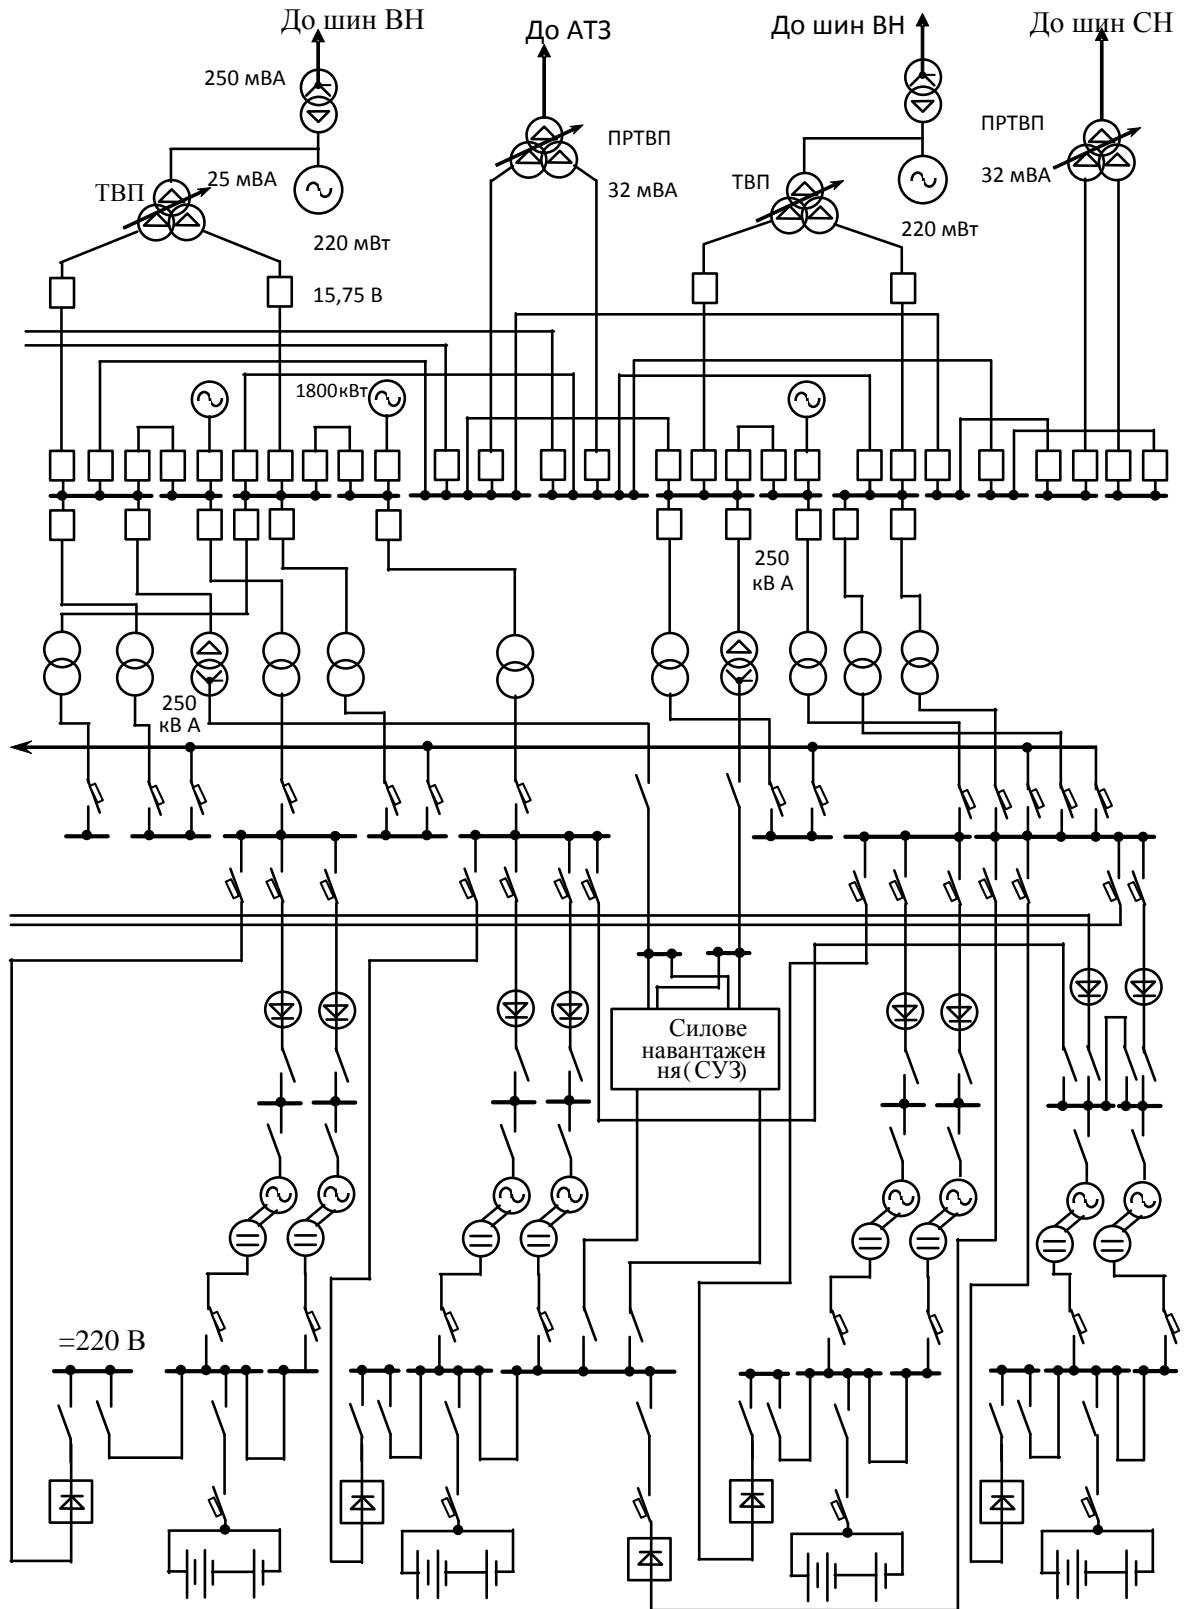 До шин ВН
До АТЗ
До шин ВН
До шин СН
250 мВА
ПРТВП
ПРТВП
ТВП
25 мВА
32 мВА
ТВП
32 мВА
220 мВт
220 мВт
15,75 В
1800кВт
250
кВ А
250
кВ А
Силове
навантажен-
ня( СУЗ)
=220 В